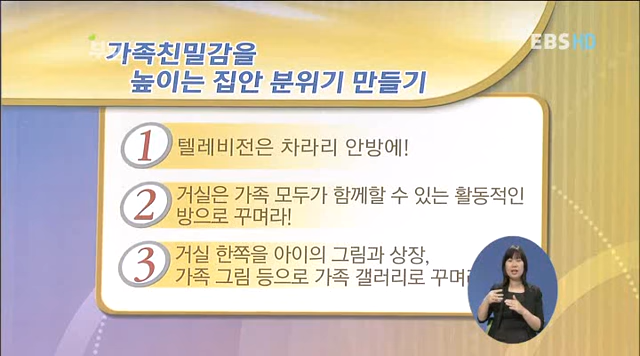 EBS HD
가족친밀감을
높이는 집안 분위기 만들기
1 텔레비전은 차라리 안방에!
2 거실은 가족 모두가 함께할 수 있는 활동적인
방으로 꾸며라!
3 거실 한쪽을 아이의 그림과 상장,
가족 그림 등으로 가족 갤러리로